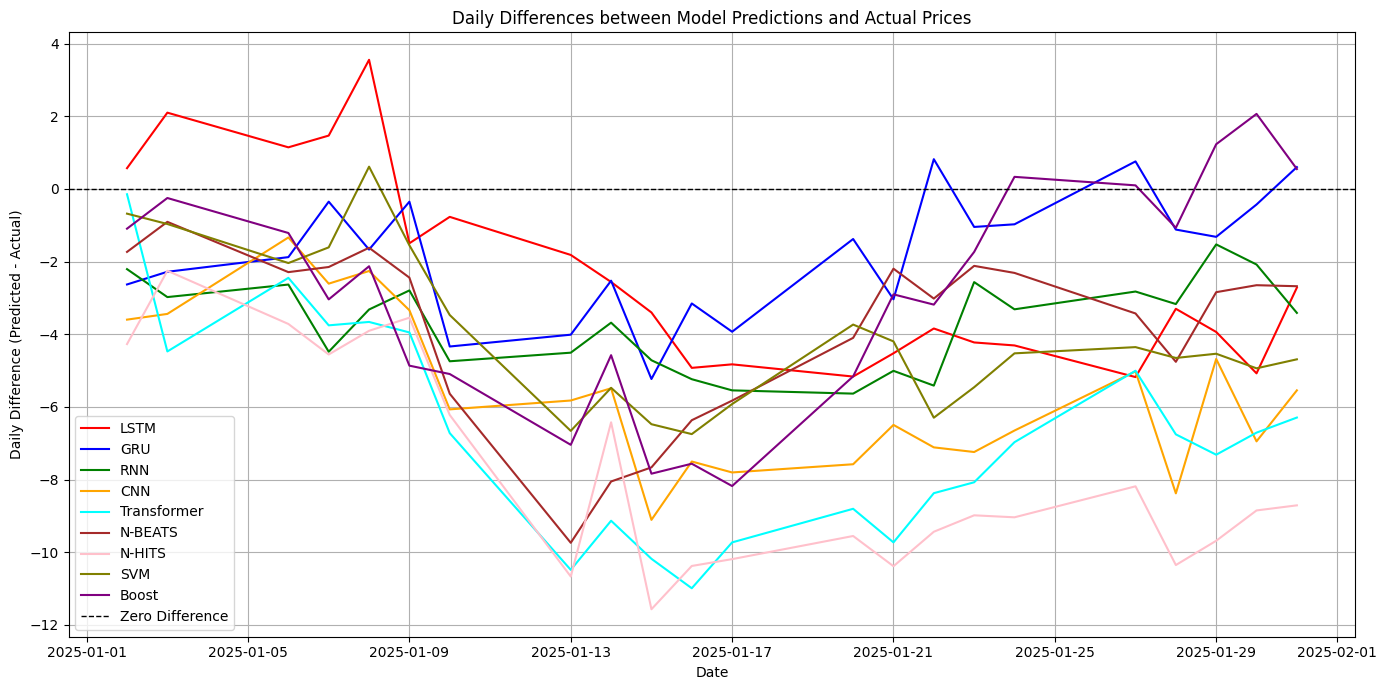 Daily Differences between Model Predictions and Actual Prices
Daily Difference (Predicted - Actual)
4
2
0
−2
−4
−6
−8
−10
−12
LSTM
GRU
RNN
CNN
Transformer
N-BEATS
N-HITS
SVM
Boost
Zero Difference
2025-01-01 2025-01-05 2025-01-09 2025-01-13 2025-01-17 2025-01-21 2025-01-25 2025-01-29 2025-02-01
Date